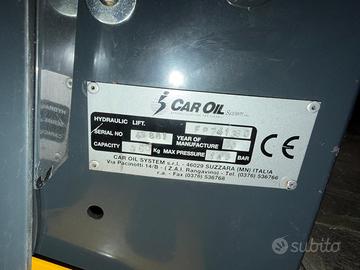 CAR OIL System s.r.l.
HYDRAULIC LIFT.
SERIAL NO YEAR OF MANUFACTURE
CAPACITY Kg MAX PRESSURE BAR
CE
CAR OIL SYSTEM s.r.l. - 46029 SUZZARA (MN) ITALIA
Via Pacinotti 14/B - (Z.A.I. Rangavino) Tel. (0376) 536766
r.a - Fax (0376) 536768
subito